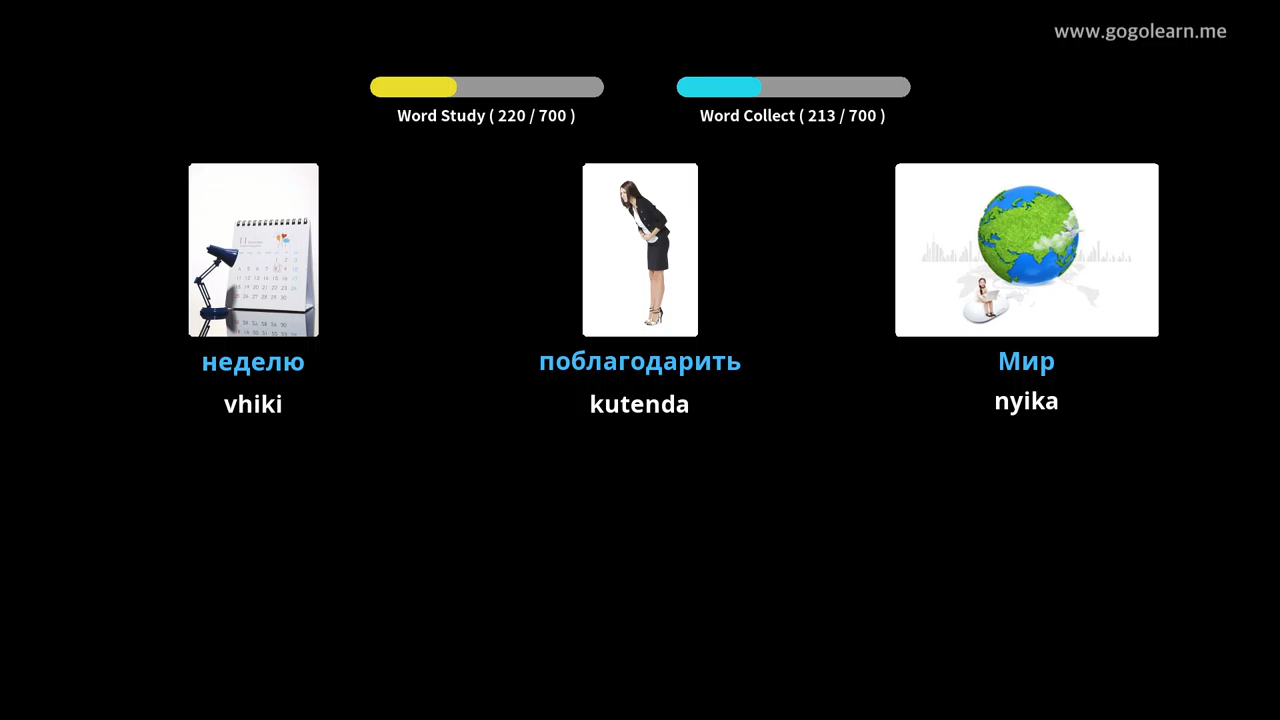 www.gogolearn.me
Word Study ( 220 / 700 )
Word Collect ( 213 / 700 )
неделю
поблагодарить
Мир
vhiki
kutenda
nyika